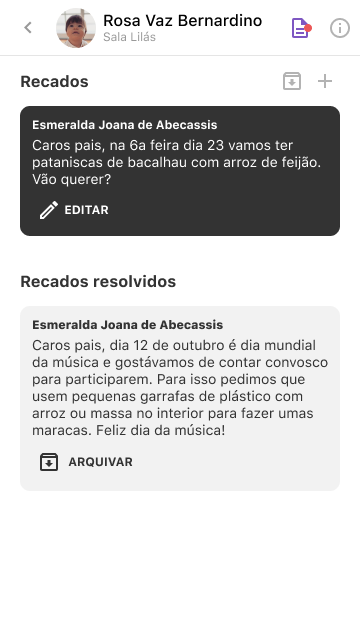 Rosa Vaz Bernardino
Sala Lilás
Recados
Esmeralda Joana de Abecassis
Caros pais, na 6a feira dia 23 vamos ter
pataniscas de bacalhau com arroz de feijão.
Vão querer?
EDITAR
Recados resolvidos
Esmeralda Joana de Abecassis
Caros pais, dia 12 de outubro é dia mundial
da música e gostávamos de contar convosco
para participarem. Para isso pedimos que
usem pequenas garrafas de plástico com
arroz ou massa no interior para fazer umas
maracas. Feliz dia da música!
ARQUIVAR